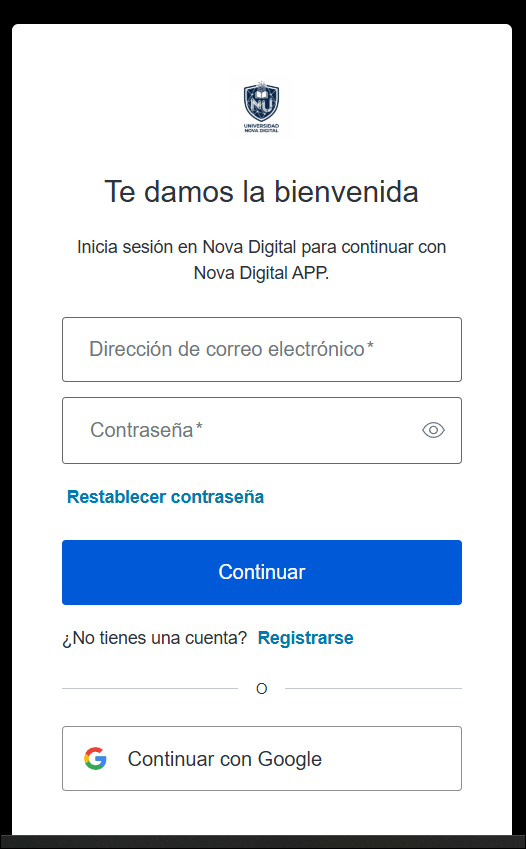 NU
UNIVERSIDAD
NOVA DIGITAL
Te damos la bienvenida
Inicia sesión en Nova Digital para continuar con
Nova Digital APP.
Dirección de correo electrónico*
Contraseña*
Restablecer contraseña
Continuar
¿No tienes una cuenta? Registrarse
O
Continuar con Google